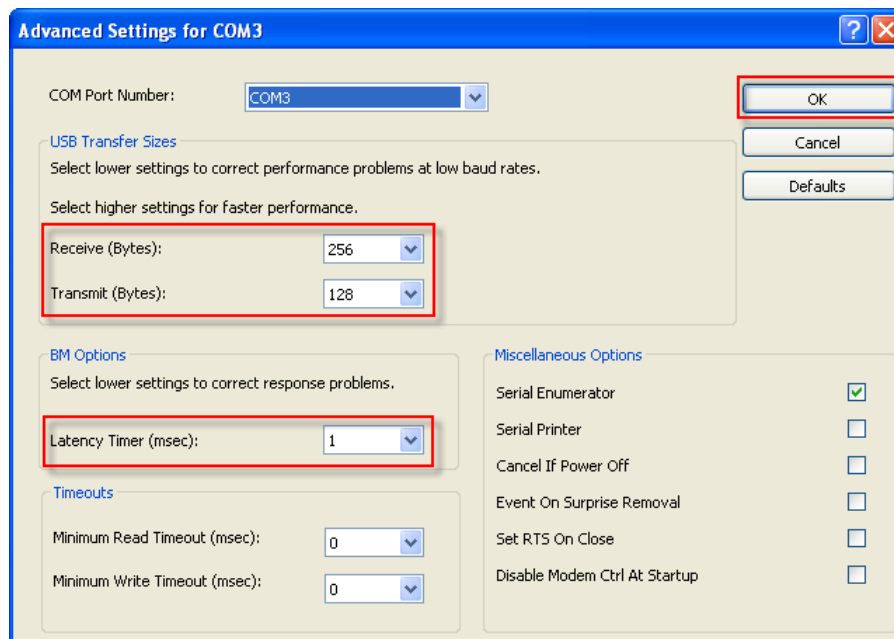 Advanced Settings for COM3
COM Port Number: COM3
OK
USB Transfer Sizes
Cancel
Select lower settings to correct performance problems at low baud rates.
Defaults
Select higher settings for faster performance.
Receive (Bytes): 256
Transmit (Bytes): 128
BM Options
Select lower settings to correct response problems.
Latency Timer (msec): 1
Timeouts
Minimum Read Timeout (msec): 0
Minimum Write Timeout (msec): 0
Miscellaneous Options
Serial Enumerator
Serial Printer
Cancel If Power Off
Event On Surprise Removal
Set RTS On Close
Disable Modem Ctrl At Startup